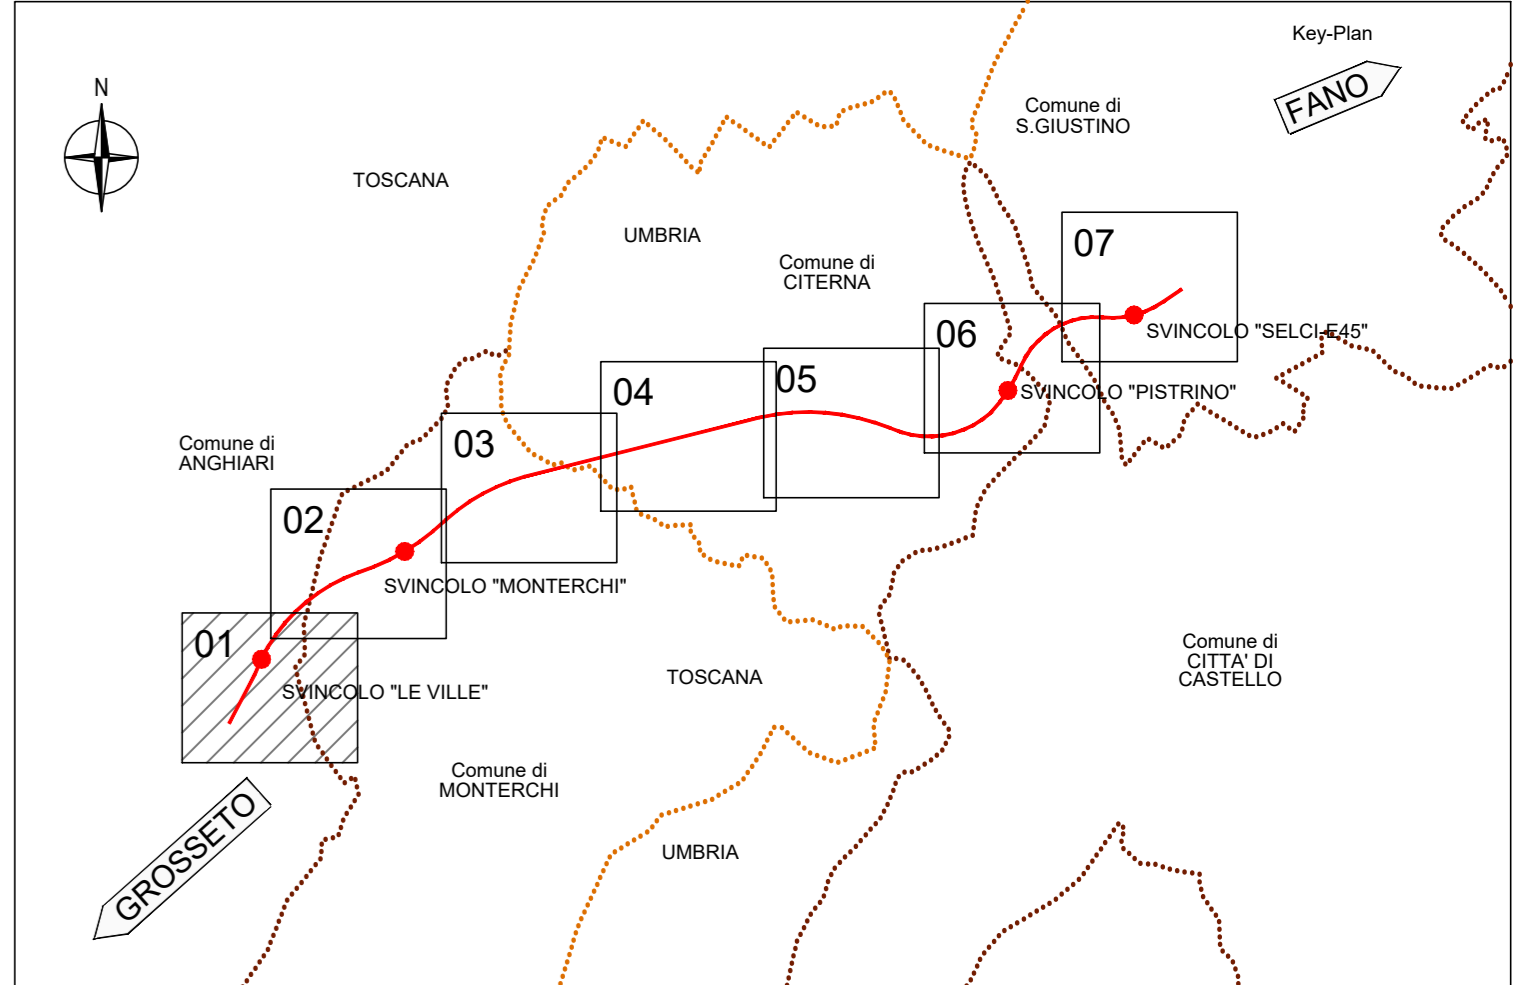 Key-Plan
N
FANO
Comune di
S.GIUSTINO
TOSCANA
UMBRIA
Comune di
CITERNA
07
SVINCOLO "SELCI-E45"
06
SVINCOLO "PISTRINO"
05
04
03
Comune di
ANGHIARI
02
SVINCOLO "MONTERCHI"
01
SVINCOLO "LE VILLE"
TOSCANA
Comune di
CITTA' DI
CASTELLO
Comune di
MONTERCHI
GROSSETO
UMBRIA